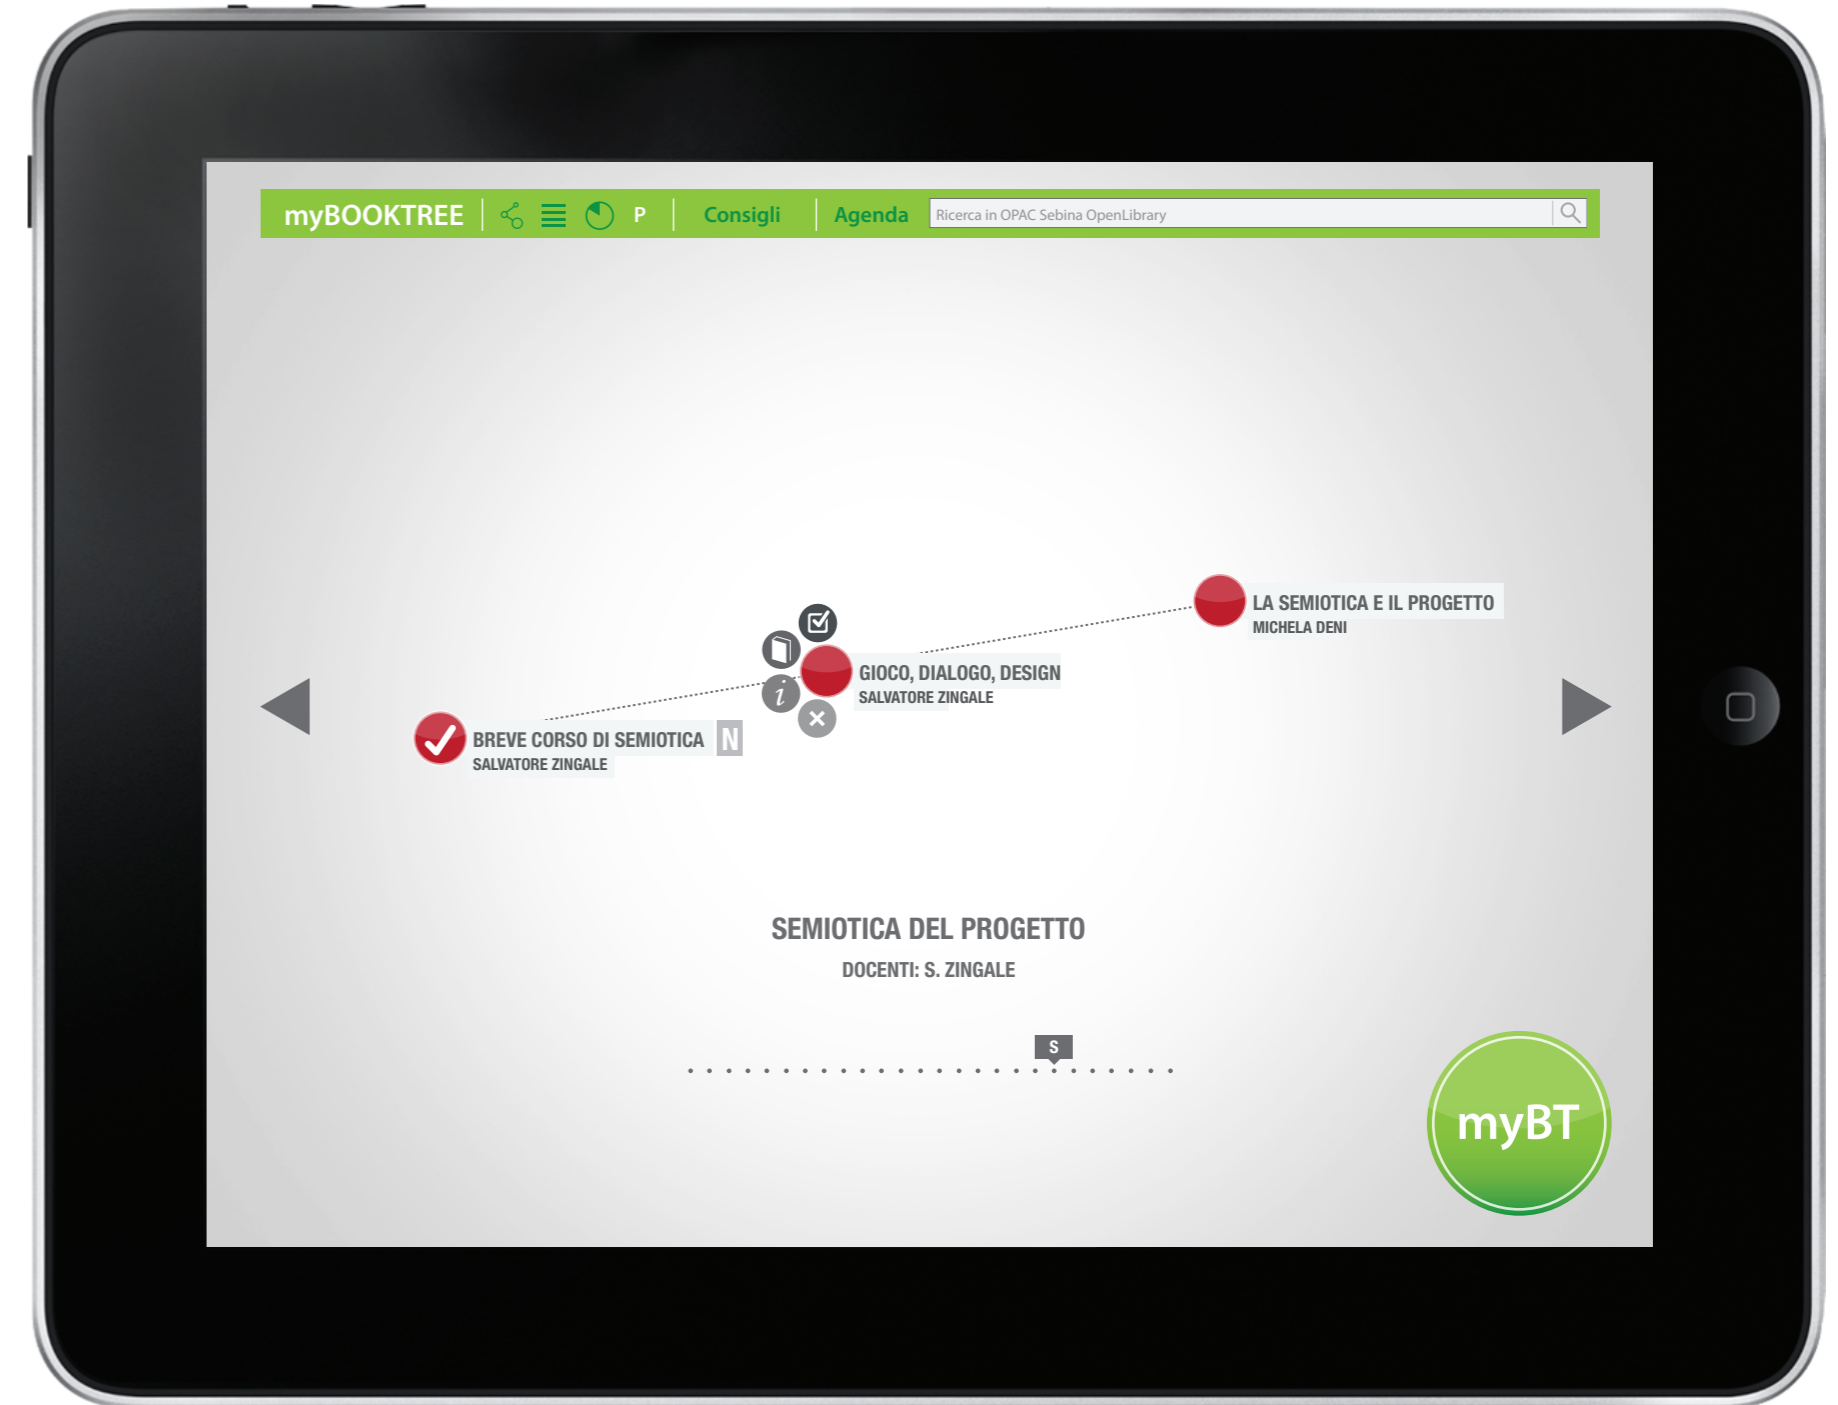 myBOOKTREE P Consigli Agenda Ricerca in OPAC Sebina OpenLibrary
LA SEMIOTICA E IL PROGETTO
MICHELA DENI
i GIOCO, DIALOGO, DESIGN
SALVATORE ZINGALE
BREVE CORSO DI SEMIOTICA N
SALVATORE ZINGALE
SEMIOTICA DEL PROGETTO
DOCENTI: S. ZINGALE
S
myBT